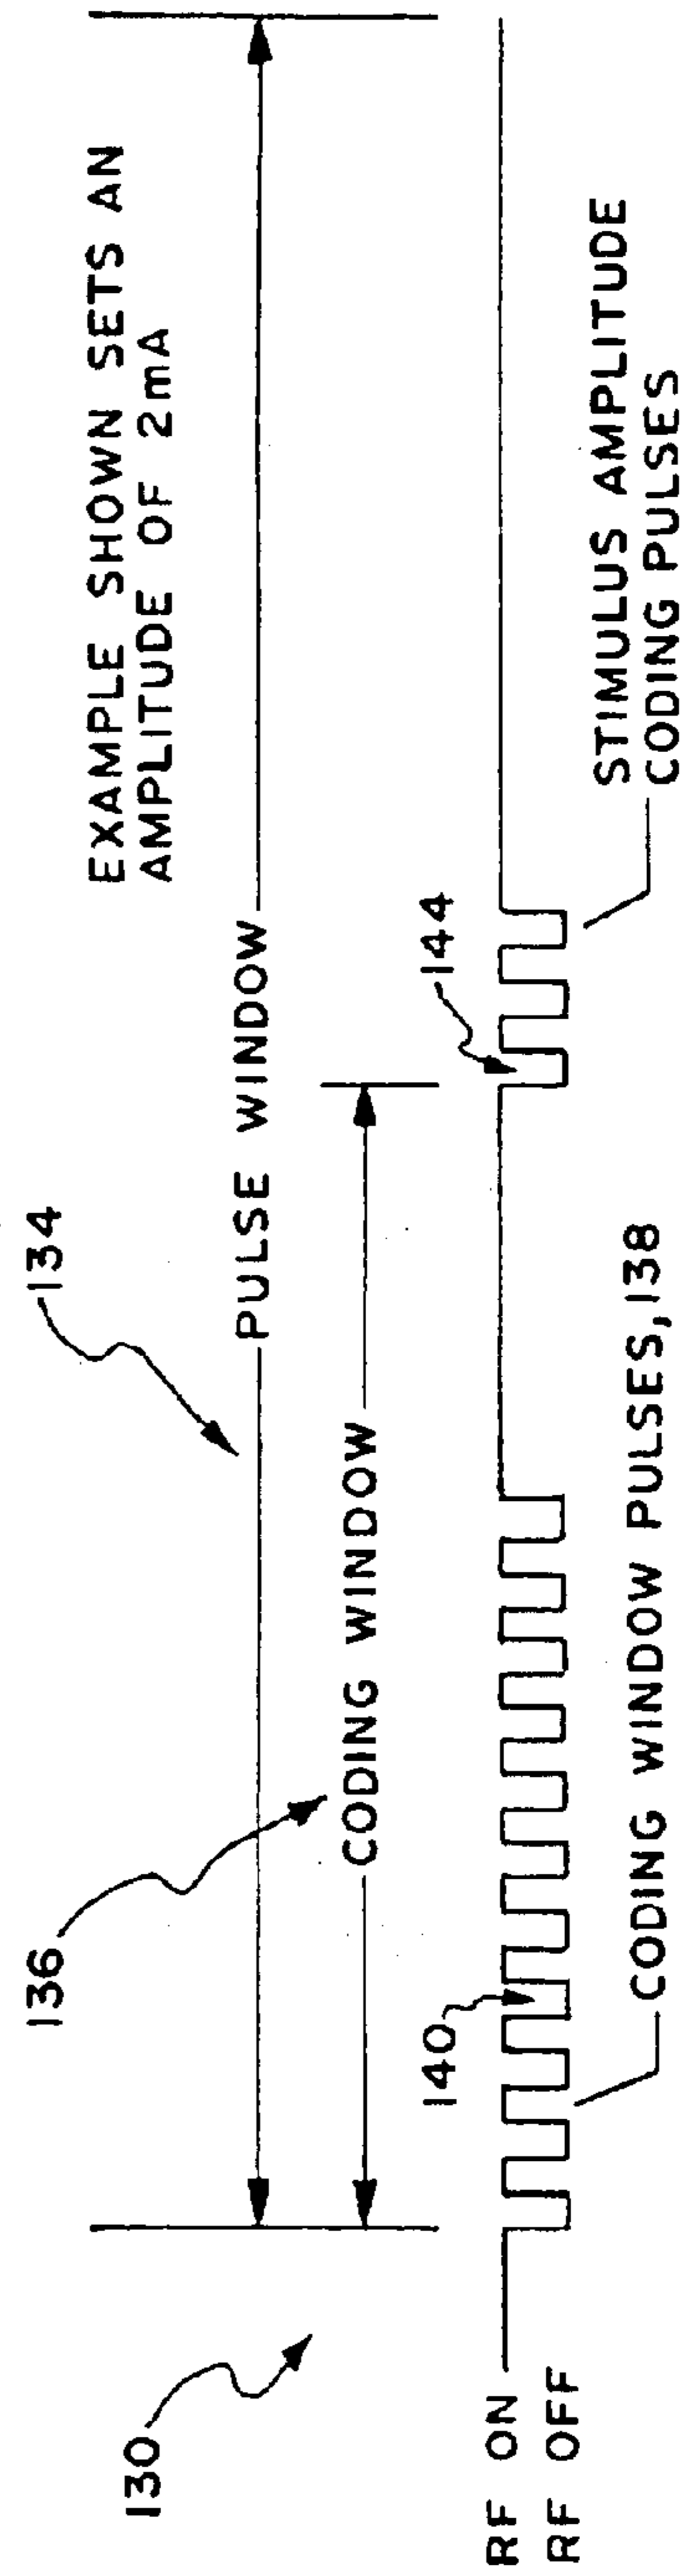 EXAMPLE SHOWN SETS AN
AMPLITUDE OF 2mA
134
PULSE WINDOW
136
CODING WINDOW
130
144
140
RF ON
RF OFF
STIMULUS AMPLITUDE
CODING PULSES
CODING WINDOW PULSES, 138